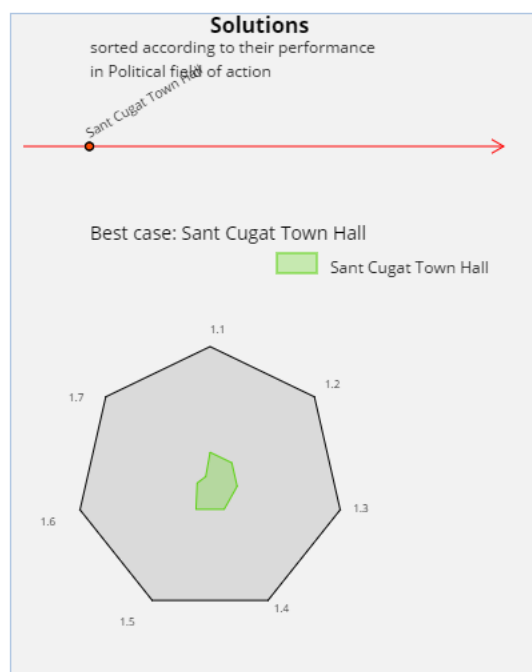 Solutions
sorted according to their performance
in Political field of action
Sant Cugat Town Hall
Best case: Sant Cugat Town Hall
Sant Cugat Town Hall
1.1
1.2
1.3
1.4
1.5
1.6
1.7